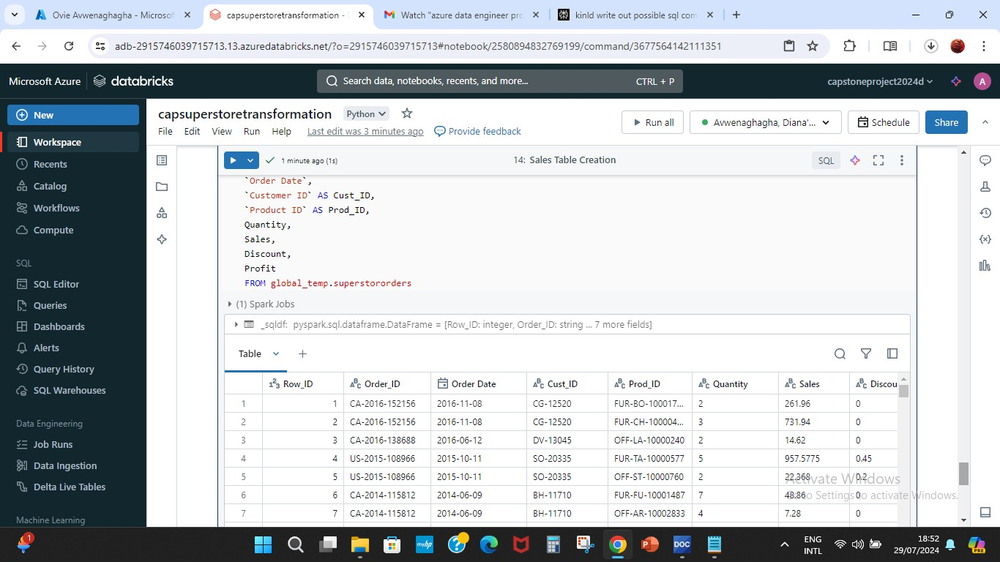 Ovie Avwenaghagha - Microsof
capsuperstoretransformation -
Watch "azure data engineer pro
kinld write out possible sql com
adb-2915746039715713.13.azuredatabricks.net/?o=2915746039715713#notebook/2580894832769199/command/3677564142111351
Microsoft Azure
databricks
Search data, notebooks, recents, and more...
CTRL + P
capstoneproject2024d
A
New
Workspace
Recents
Catalog
Workflows
Compute
SQL
SQL Editor
Queries
Dashboards
Alerts
Query History
SQL Warehouses
Data Engineering
Job Runs
Data Ingestion
Delta Live Tables
Machine Learning
capsuperstoretransformation
Python
File Edit View Run Help Last edit was 3 minutes ago Provide feedback
Run all
Avwenaghagha, Diana'...
Schedule
Share
1 minute ago (1s)
14: Sales Table Creation
SQL
`Order Date`,
`Customer ID` AS Cust_ID,
`Product ID` AS Prod_ID,
Quantity,
Sales,
Discount,
Profit
FROM global_temp.superstororders
(1) Spark Jobs
_sqldf: pyspark.sql.dataframe.DataFrame = [Row_ID: integer, Order_ID: string ... 7 more fields]
Table
Row_ID Order_ID Order Date Cust_ID Prod_ID Quantity Sales Discou
1 1 CA-2016-152156 2016-11-08 CG-12520 FUR-BO-100017... 2 261.96 0
2 2 CA-2016-152156 2016-11-08 CG-12520 FUR-CH-100004... 3 731.94 0
3 3 CA-2016-138688 2016-06-12 DV-13045 OFF-LA-10000240 2 14.62 0
4 4 US-2015-108966 2015-10-11 SO-20335 FUR-TA-10000577 5 957.5775 0.45
5 5 US-2015-108966 2015-10-11 SO-20335 OFF-ST-10000760 2 22.368 0.2
6 6 CA-2014-115812 2014-06-09 BH-11710 FUR-FU-10001487 7 48.86 0
7 7 CA-2014-115812 2014-06-09 BH-11710 OFF-AR-10002833 4 7.28 0
Activate Windows
Go to Settings to activate Windows.
1
myhp
DOC
ENG
INTL
18:52
29/07/2024
PRE